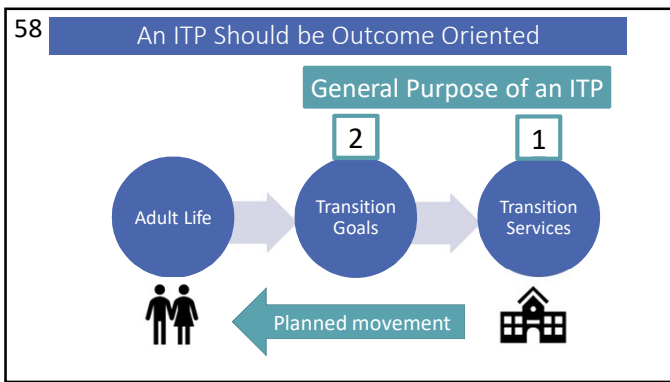 58
An ITP Should be Outcome Oriented
General Purpose of an ITP
2
1
Adult Life
Transition
Goals
Transition
Services
Planned movement